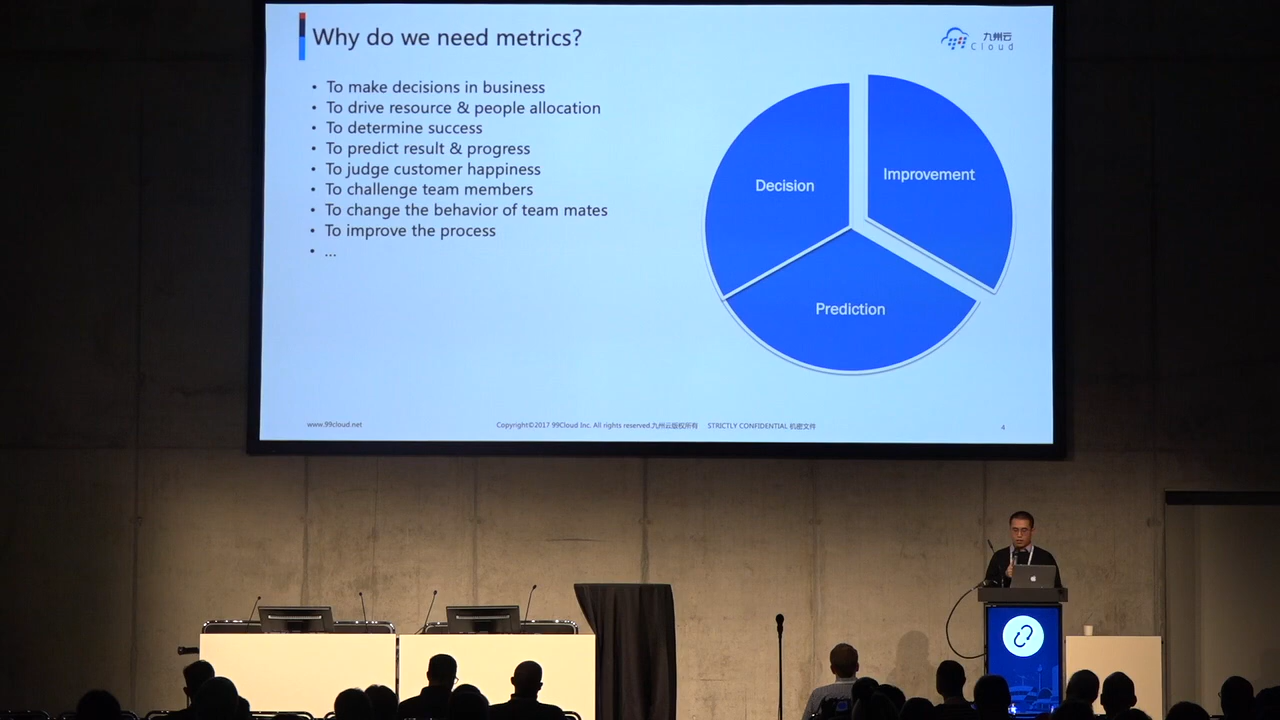 Why do we need metrics?
九州云
Cloud
• To make decisions in business
• To drive resource & people allocation
• To determine success
• To predict result & progress
• To judge customer happiness
• To challenge team members
• To change the behavior of team mates
• To improve the process
• ...
Decision
Improvement
Prediction
www.99cloud.net
Copyright©2017 99Cloud Inc. All rights reserved.九州云版权所有 STRICTLY CONFIDENTIAL 机密文件
4